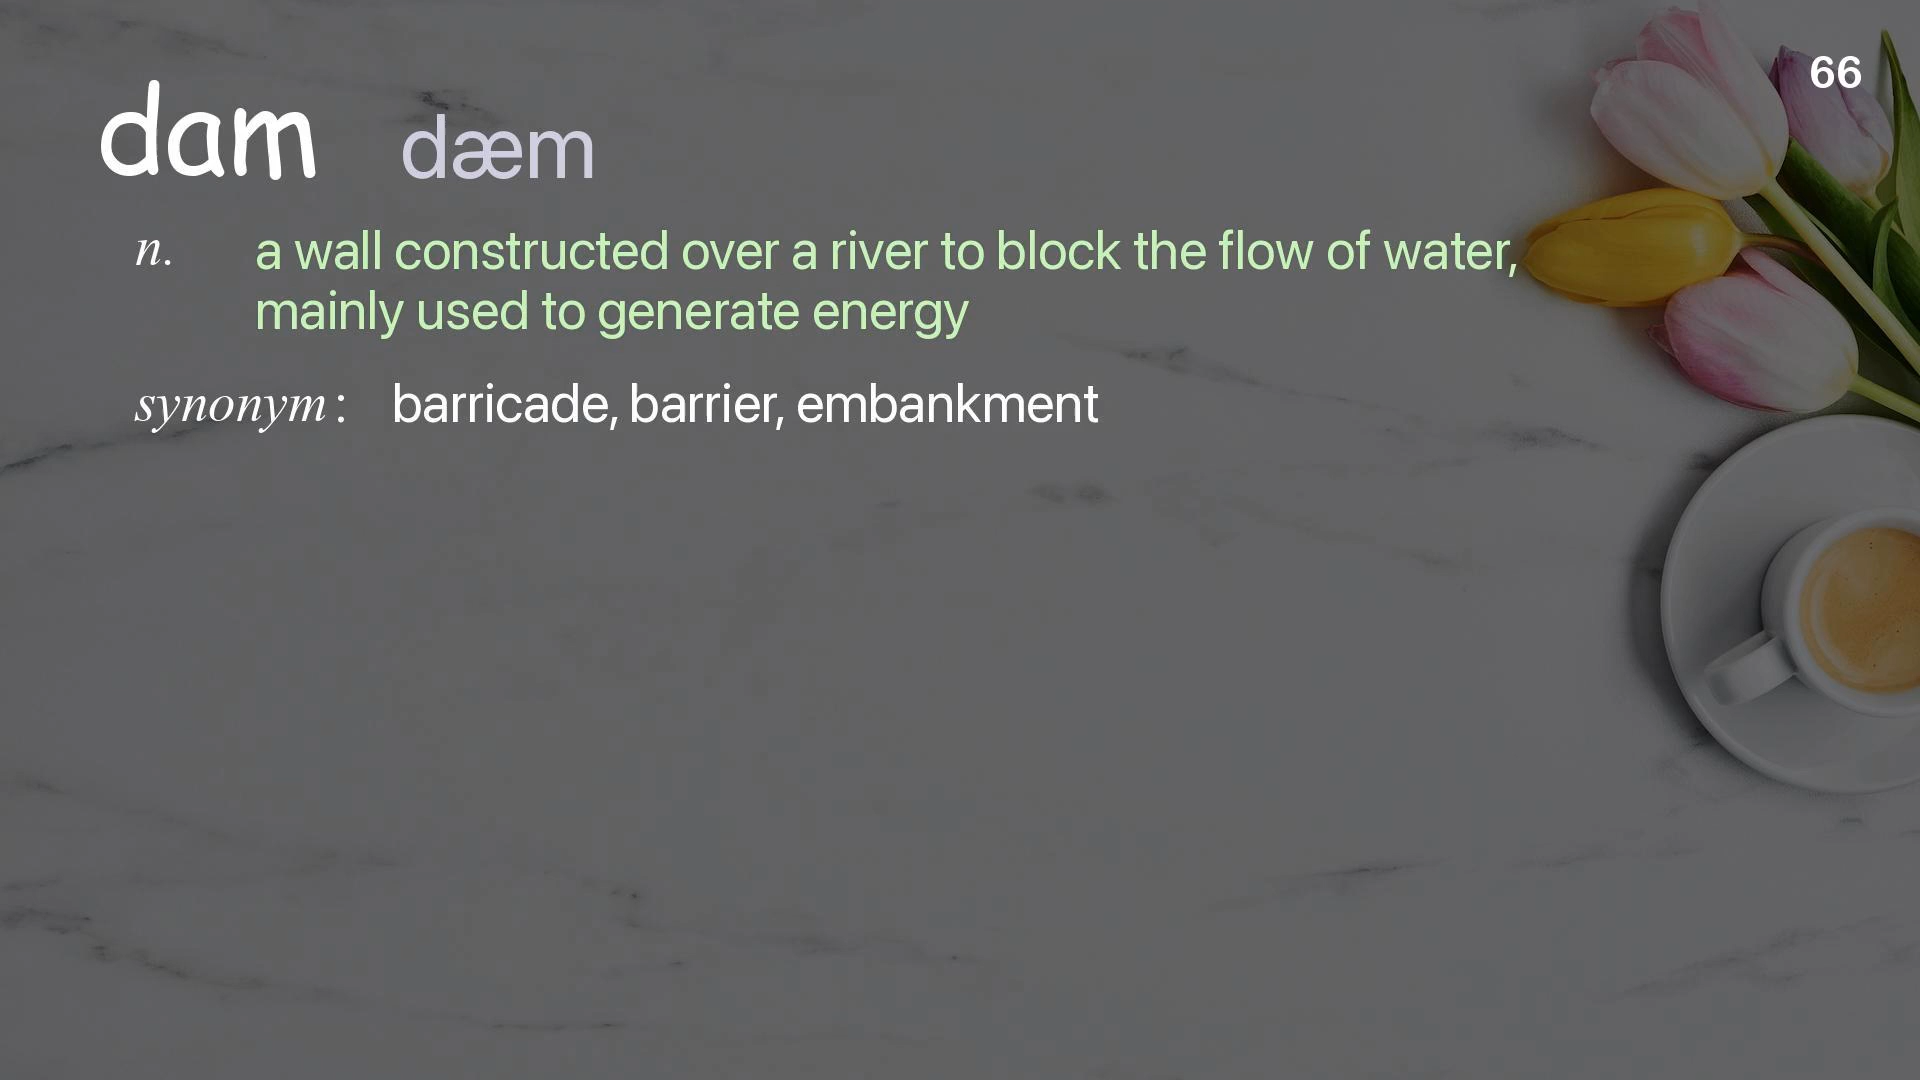 66
dam dæm
n. a wall constructed over a river to block the flow of water,
mainly used to generate energy
synonym: barricade, barrier, embankment